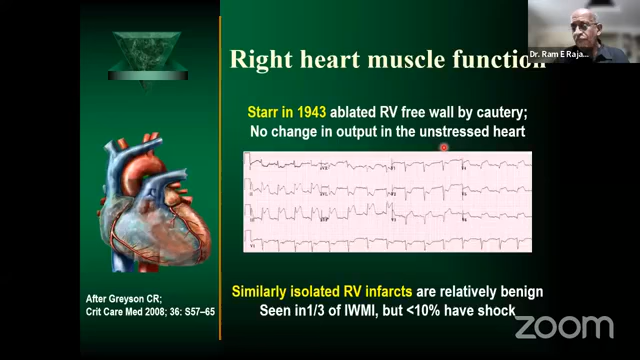 Dr. Ram E Raja...
Right heart muscle function
Starr in 1943 ablated RV free wall by cautery;
No change in output in the unstressed heart
Similarly isolated RV infarcts are relatively benign
Seen in1/3 of IWMI, but <10% have shock
After Greyson CR;
Crit Care Med 2008; 36: S57–65
zoom